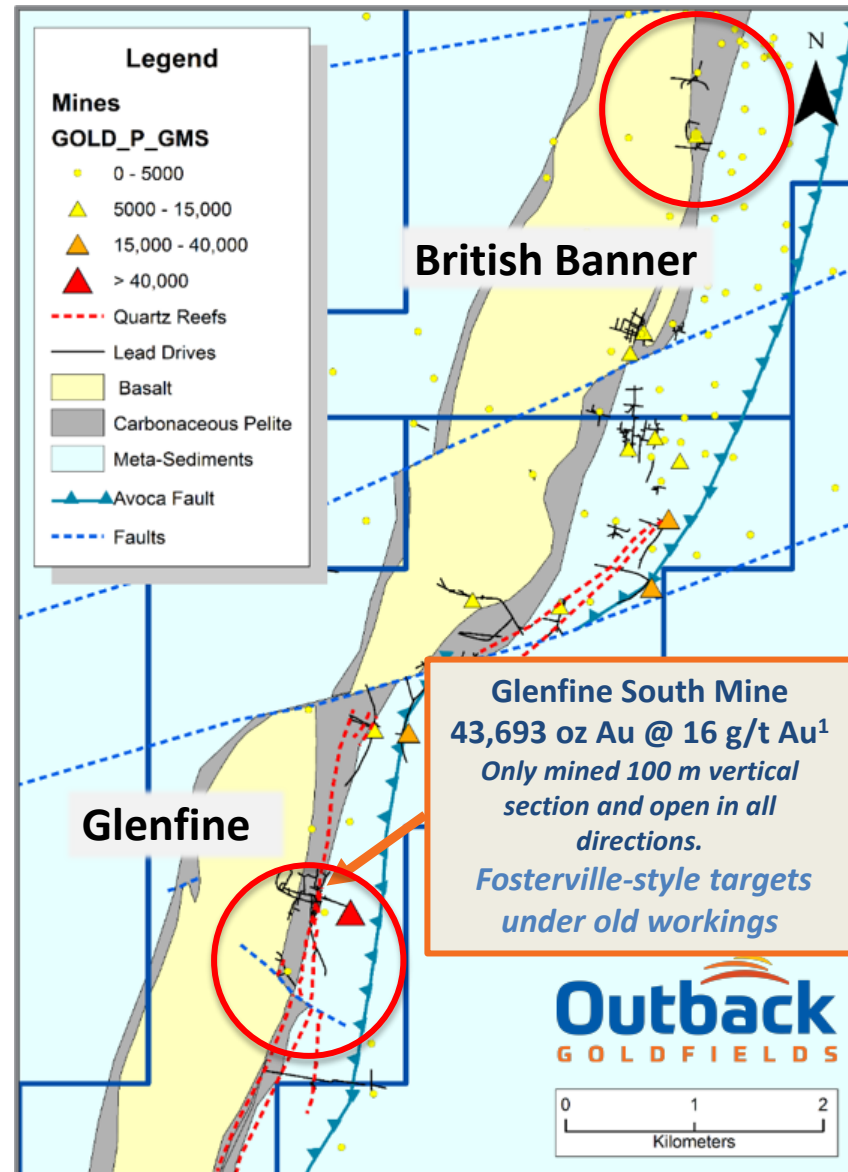 Legend
Mines
GOLD_P_GMS
0 - 5000
5000 - 15,000
15,000 - 40,000
> 40,000
Quartz Reefs
Lead Drives
Basalt
Carbonaceous Pelite
Meta-Sediments
Avoca Fault
Faults
N
British Banner
Glenfine South Mine
43,693 oz Au @ 16 g/t Au¹
Only mined 100 m vertical
section and open in all
directions.
Fosterville-style targets
under old workings
Glenfine
Outback
GOLDFIELDS
0 1 2
Kilometers